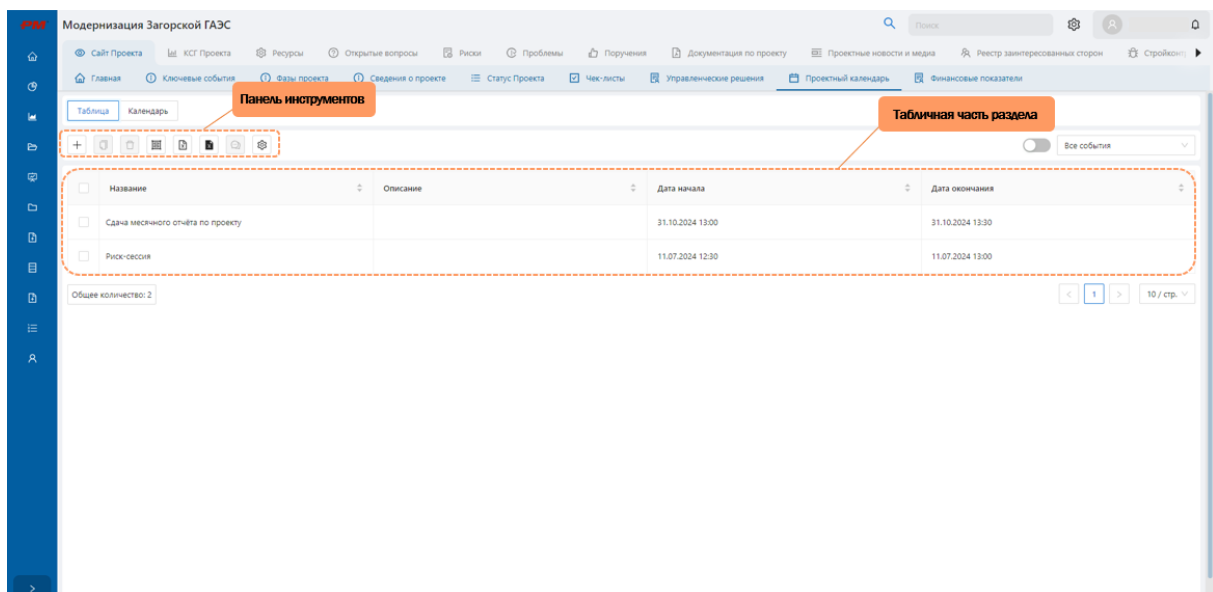 Модернизация Загорской ГАЭС
Поиск
Сайт Проекта КСГ Проекта Ресурсы Открытые вопросы Риски Проблемы Поручения Документация по проекту Проектные новости и медиа Реестр заинтересованных сторон Стройконт
Главная Ключевые события Фазы проекта Сведения о проекте Статус Проекта Чек-листы Управленческие решения Проектный календарь Финансовые показатели
Панель инструментов
Табличная часть раздела
Таблица Календарь
Все события
Название Описание Дата начала Дата окончания
Сдача месячного отчёта по проекту 31.10.2024 13:00 31.10.2024 13:30
Риск-сессия 11.07.2024 12:30 11.07.2024 13:00
Общее количество: 2 < 1 > 10 / стр.